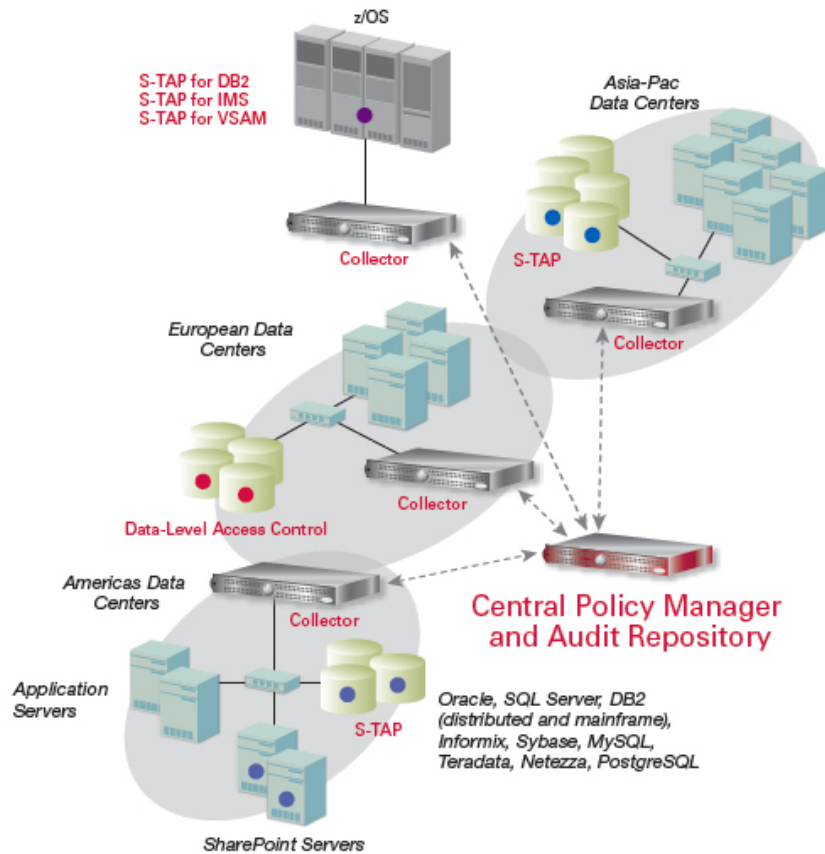 z/OS
S-TAP for DB2
S-TAP for IMS
S-TAP for VSAM
Asia-Pac
Data Centers
Collector
S-TAP
Collector
European Data
Centers
Collector
Data-Level Access Control
Americas Data
Centers
Collector
Central Policy Manager
and Audit Repository
Application
Servers
S-TAP
Oracle, SQL Server, DB2
(distributed and mainframe),
Informix, Sybase, MySQL,
Teradata, Netezza, PostgreSQL
SharePoint Servers